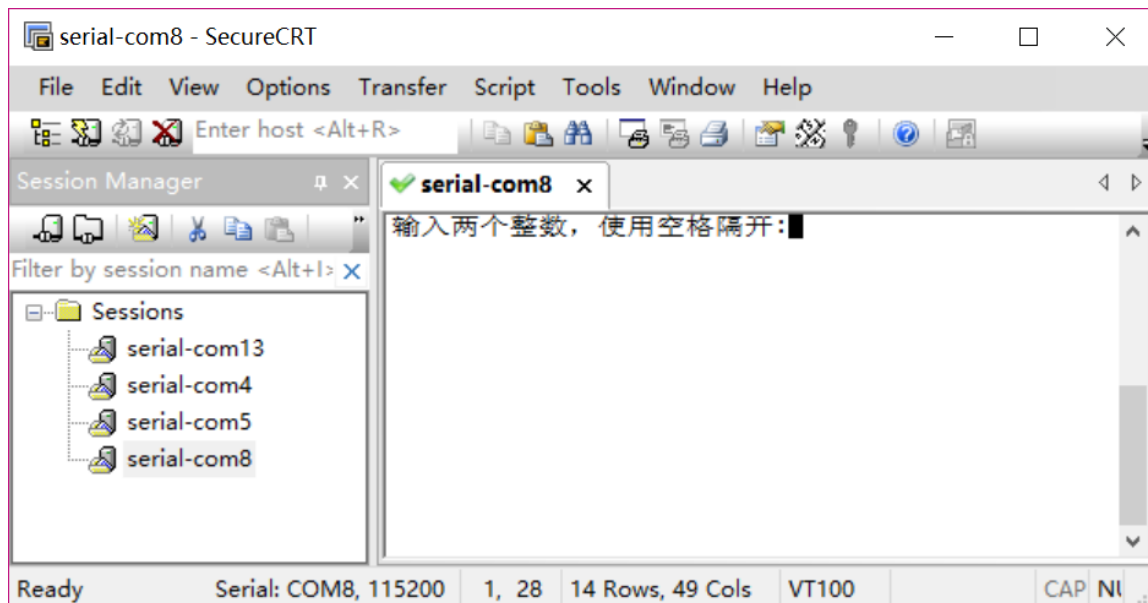 serial-com8 - SecureCRT
File Edit View Options Transfer Script Tools Window Help
Enter host <Alt+R>
Session Manager
serial-com8
Filter by session name <Alt+I>
输入两个整数，使用空格隔开:
Sessions
serial-com13
serial-com4
serial-com5
serial-com8
Ready Serial: COM8, 115200 1, 28 14 Rows, 49 Cols VT100 CAP